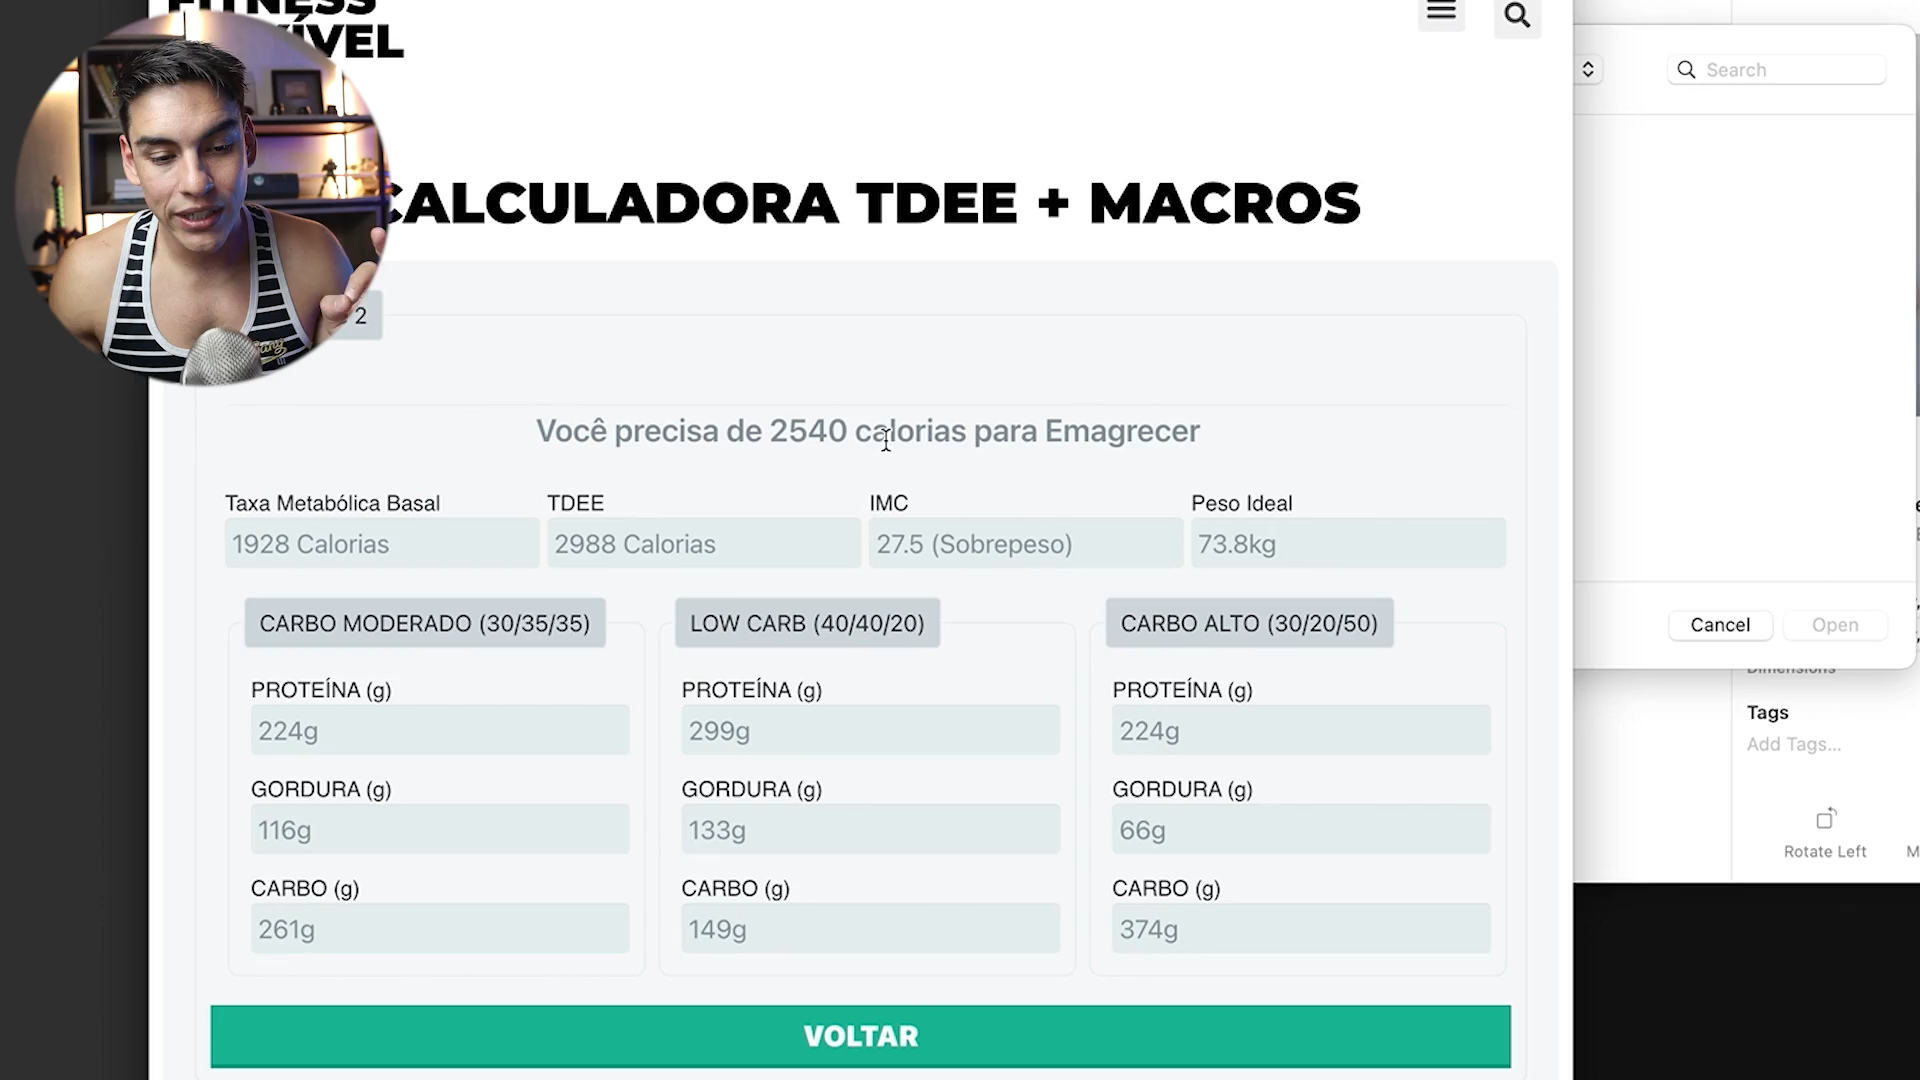 FITNESS
CALCULADORA TDEE + MACROS
2
Você precisa de 2540 calorias para Emagrecer
Taxa Metabólica Basal
TDEE
IMC
Peso Ideal
1928 Calorias
2988 Calorias
27.5 (Sobrepeso)
73.8kg
CARBO MODERADO (30/35/35)
PROTEÍNA (g)
224g
GORDURA (g)
116g
CARBO (g)
261g
LOW CARB (40/40/20)
PROTEÍNA (g)
299g
GORDURA (g)
133g
CARBO (g)
149g
CARBO ALTO (30/20/50)
PROTEÍNA (g)
224g
GORDURA (g)
66g
CARBO (g)
374g
VOLTAR
Search
Cancel
Open
Dimensions
Tags
Add Tags...
Rotate Left